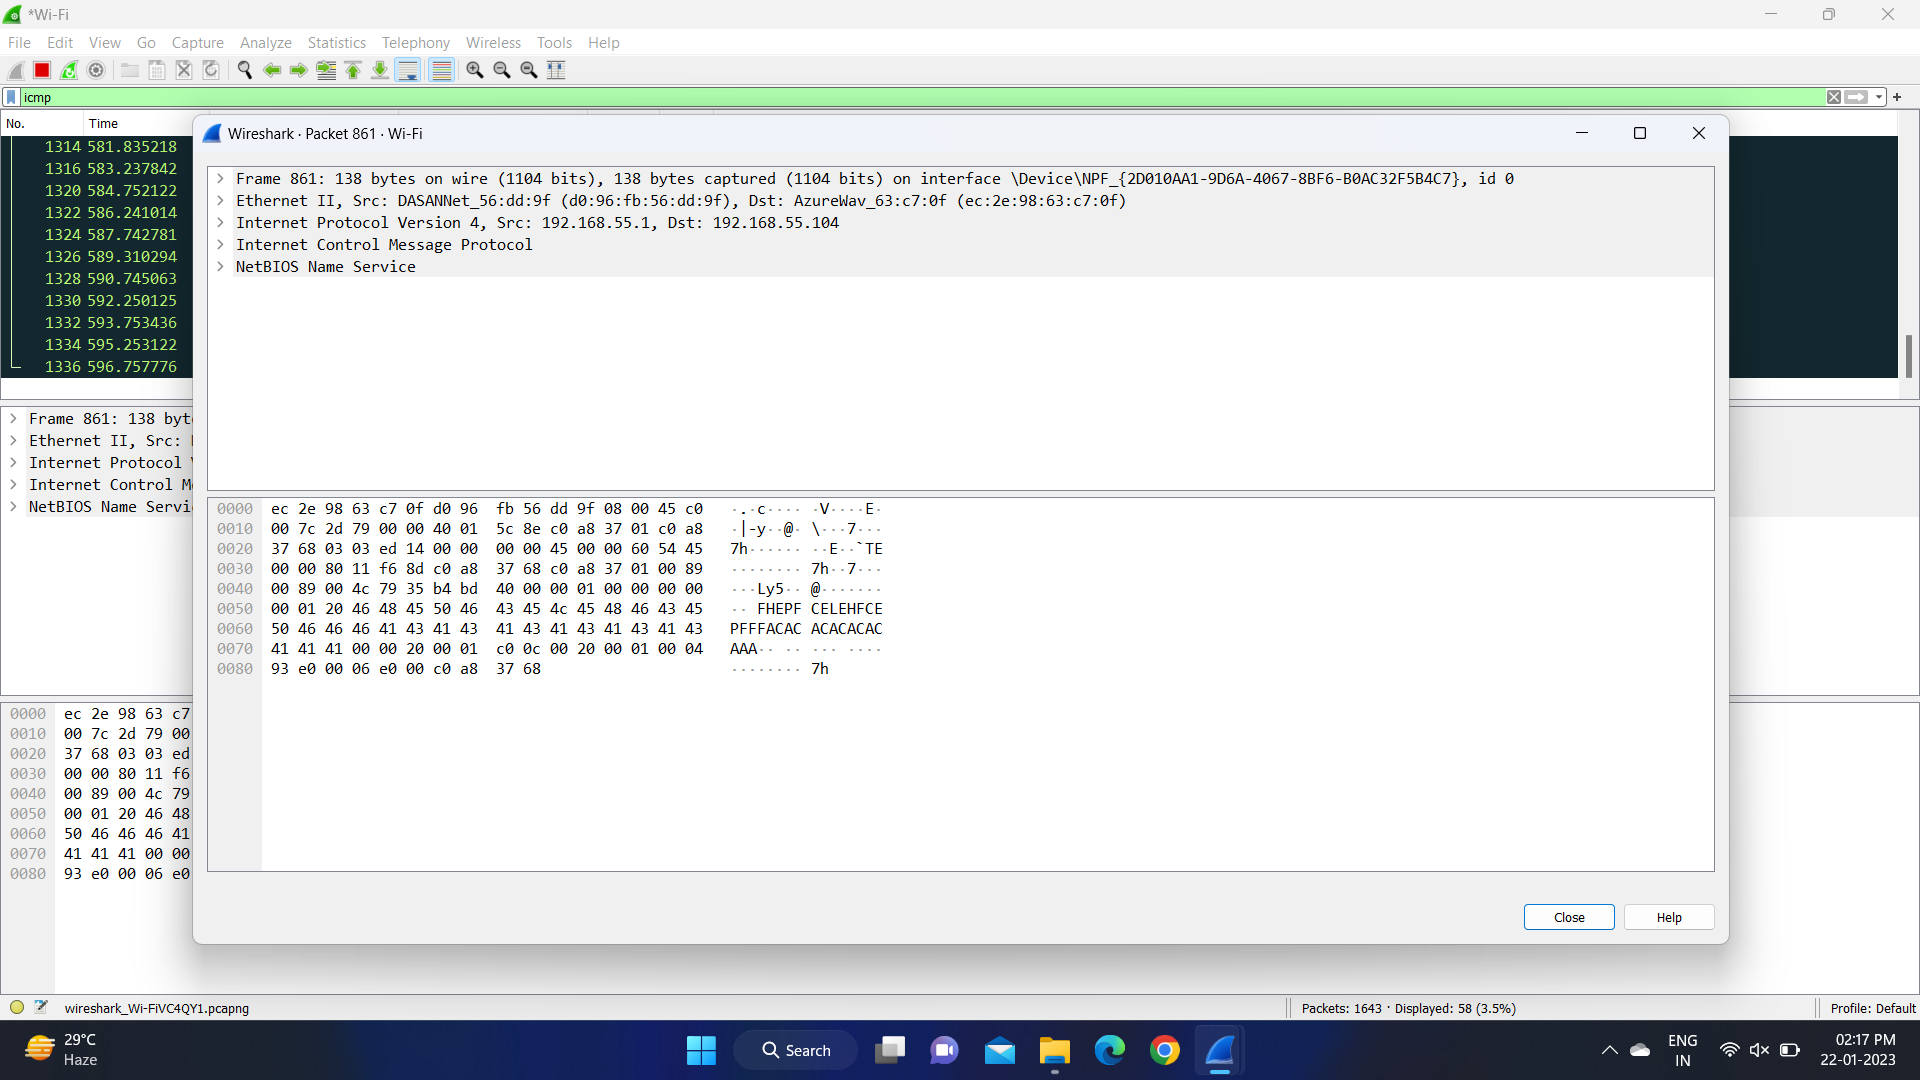 *Wi-Fi
File Edit View Go Capture Analyze Statistics Telephony Wireless Tools Help
icmp
No. Time
1314 581.835218
1316 583.237842
1320 584.752122
1322 586.241014
1324 587.742781
1326 589.310294
1328 590.745063
1330 592.250125
1332 593.753436
1334 595.253122
1336 596.757776
Frame 861: 138 byt
Ethernet II, Src:
Internet Protocol
Internet Control M
NetBIOS Name Servi
0000 ec 2e 98 63 c7
0010 00 7c 2d 79 00
0020 37 68 03 03 ed
0030 00 00 80 11 f6
0040 00 89 00 4c 79
0050 00 01 20 46 48
0060 50 46 46 46 41
0070 41 41 41 00 00
0080 93 e0 00 06 e0
Wireshark · Packet 861 · Wi-Fi
Frame 861: 138 bytes on wire (1104 bits), 138 bytes captured (1104 bits) on interface \Device\NPF_{2D010AA1-9D6A-4067-8BF6-B0AC32F5B4C7}, id 0
Ethernet II, Src: DASANNet_56:dd:9f (d0:96:fb:56:dd:9f), Dst: AzureWav_63:c7:0f (ec:2e:98:63:c7:0f)
Internet Protocol Version 4, Src: 192.168.55.1, Dst: 192.168.55.104
Internet Control Message Protocol
NetBIOS Name Service
0000 ec 2e 98 63 c7 0f d0 96 fb 56 dd 9f 08 00 45 c0 ·.·c···· ·V····E·
0010 00 7c 2d 79 00 00 40 01 5c 8e c0 a8 37 01 c0 a8 ·|-y··@· \···7···
0020 37 68 03 03 ed 14 00 00 00 00 45 00 00 60 54 45 7h······ ··E··`TE
0030 00 00 80 11 f6 8d c0 a8 37 68 c0 a8 37 01 00 89 ········ 7h··7···
0040 00 89 00 4c 79 35 b4 bd 40 00 00 01 00 00 00 00 ···Ly5·· @·······
0050 00 01 20 46 48 45 50 46 43 45 4c 45 48 46 43 45 ·· FHEPF CELEHFCE
0060 50 46 46 46 41 43 41 43 41 43 41 43 41 43 41 43 PFFFACAC ACACACAC
0070 41 41 41 00 00 20 00 01 c0 0c 00 20 00 01 00 04 AAA·· ·· ··· ····
0080 93 e0 00 06 e0 00 c0 a8 37 68 ········ 7h
Close Help
wireshark_Wi-FiVC4QY1.pcapng Packets: 1643 · Displayed: 58 (3.5%) Profile: Default
29°C
Haze
Search
ENG
IN
02:17 PM
22-01-2023